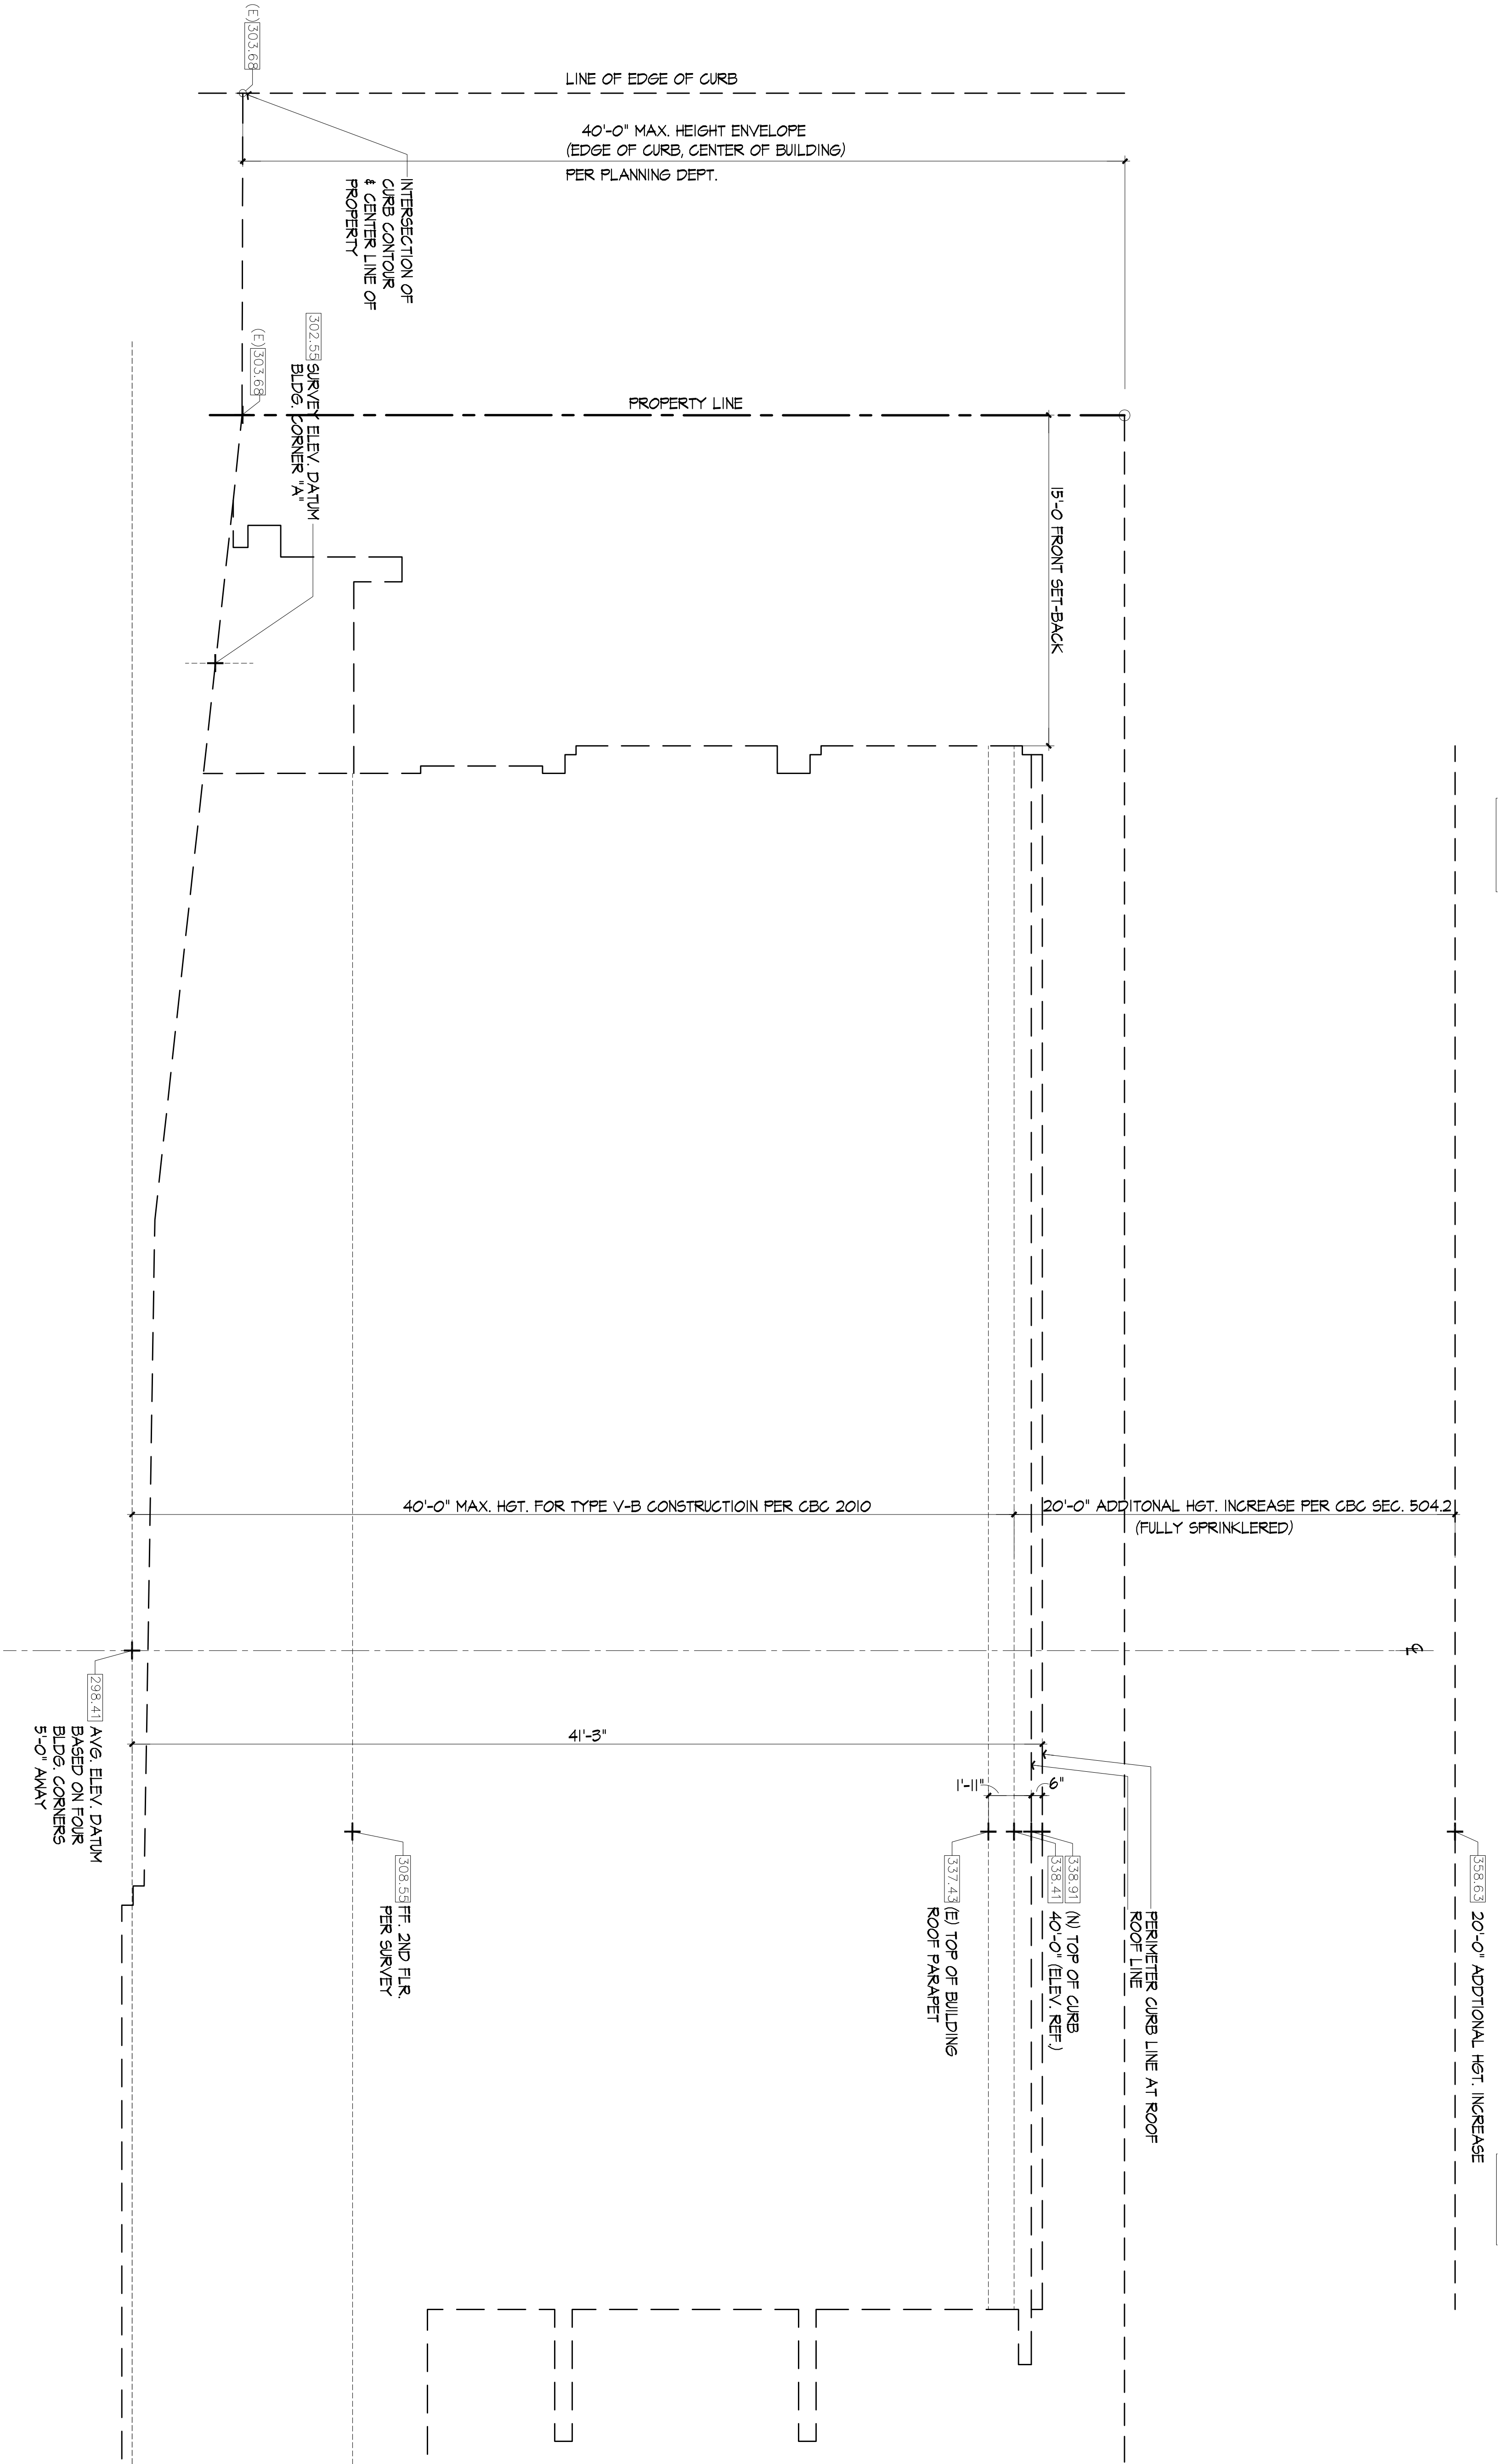 (E) 303.68
LINE OF EDGE OF CURB
40'-0" MAX. HEIGHT ENVELOPE
(EDGE OF CURB, CENTER OF BUILDING)
PER PLANNING DEPT.
INTERSECTION OF
CURB CONTOUR
& CENTER LINE OF
PROPERTY
(E) 303.68
302.55 SURVEY ELEV. DATUM
BLDG. CORNER "A"
PROPERTY LINE
15'-0 FRONT SET-BACK
40'-0" MAX. HGT. FOR TYPE V-B CONSTRUCTIOIN PER CBC 2010
20'-0" ADDITONAL HGT. INCREASE PER CBC SEC. 504.2
(FULLY SPRINKLERED)
298.41 AVG. ELEV. DATUM
BASED ON FOUR
BLDG. CORNERS
5'-0" AWAY
41'-3"
1'-11"
6"
308.55 FF. 2ND FLR.
PER SURVEY
337.43 (E) TOP OF BUILDING
ROOF PARAPET
338.91 (N) TOP OF CURB
338.41 40'-0" (ELEV. REF.)
PERIMETER CURB LINE AT ROOF
ROOF LINE
358.63 20'-0" ADDTIONAL HGT. INCREASE